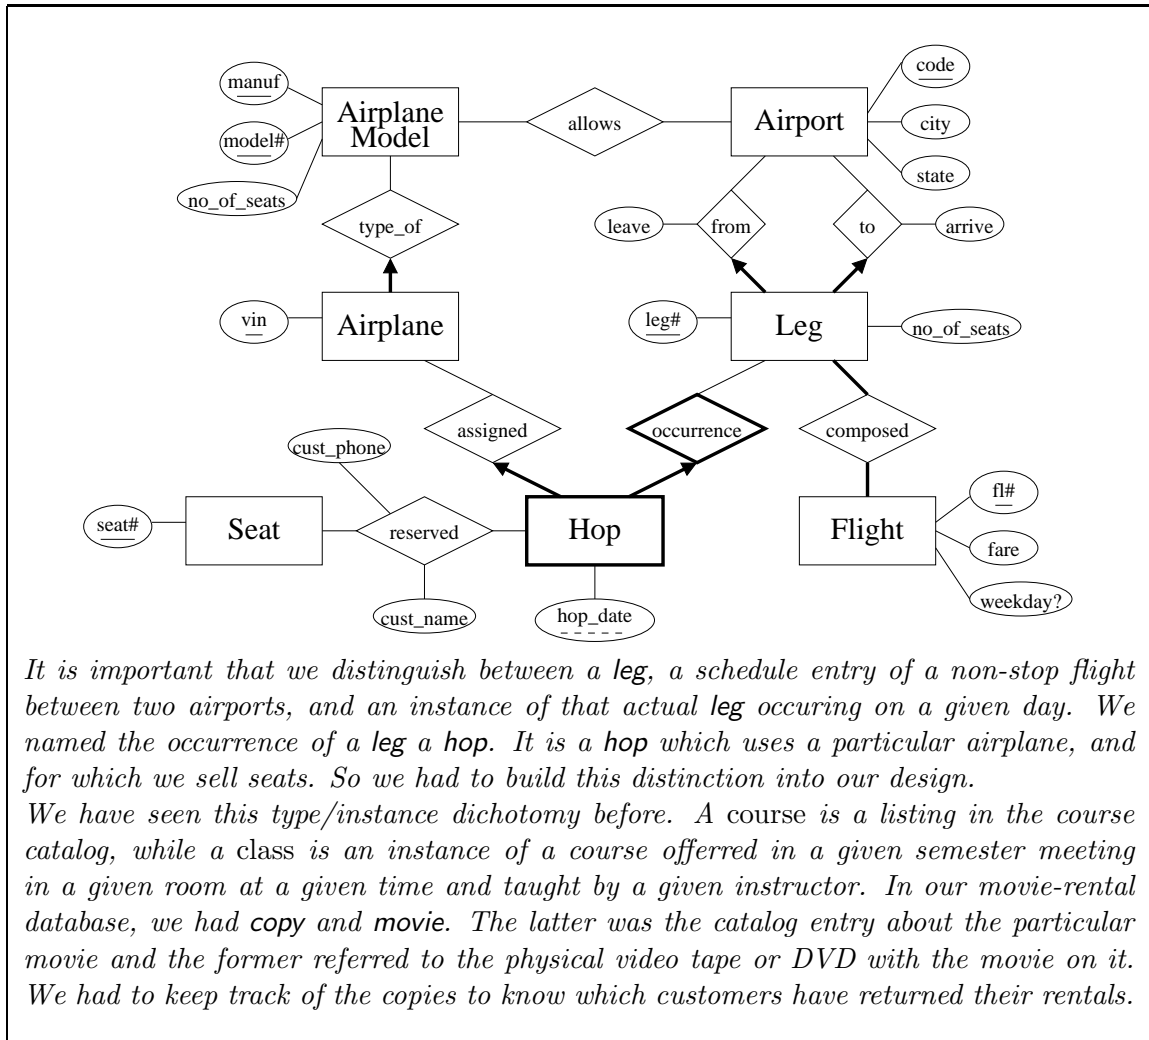 manuf
model#
no_of_seats
Airplane
Model
allows
Airport
code
city
state
type_of
leave
from
to
arrive
vin
Airplane
leg#
Leg
no_of_seats
assigned
occurrence
composed
cust_phone
seat#
Seat
reserved
Hop
Flight
fl#
fare
weekday?
cust_name
hop_date
It is important that we distinguish between a leg, a schedule entry of a non-stop flight
between two airports, and an instance of that actual leg occuring on a given day. We
named the occurrence of a leg a hop. It is a hop which uses a particular airplane, and
for which we sell seats. So we had to build this distinction into our design.
We have seen this type/instance dichotomy before. A course is a listing in the course
catalog, while a class is an instance of a course offerred in a given semester meeting
in a given room at a given time and taught by a given instructor. In our movie-rental
database, we had copy and movie. The latter was the catalog entry about the particular
movie and the former referred to the physical video tape or DVD with the movie on it.
We had to keep track of the copies to know which customers have returned their rentals.